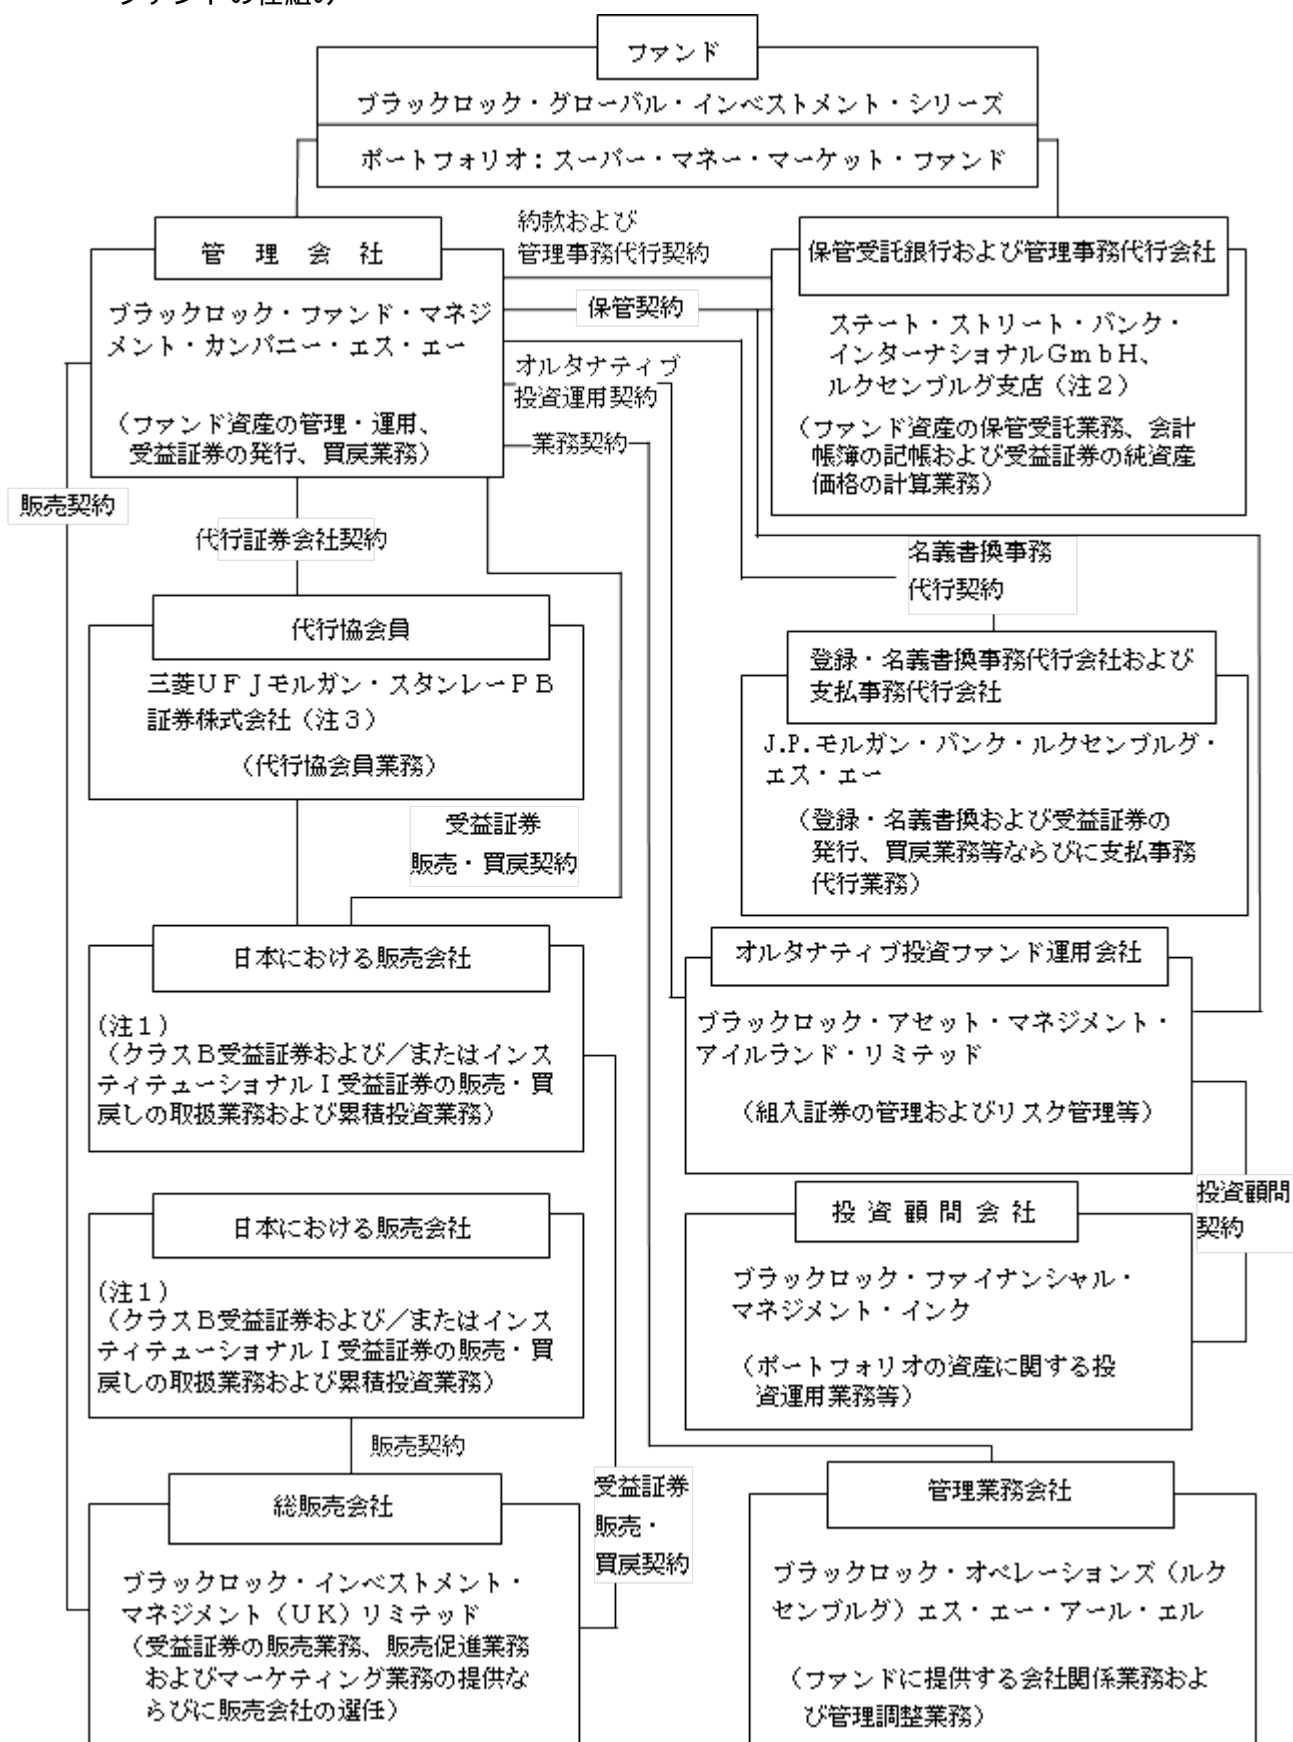 ファンドの仕組み
ファンド
ブラックロック・グローバル・インベストメント・シリーズ
ポートフォリオ：スーパー・マネー・マーケット・ファンド
管理会社
ブラックロック・ファンド・マネジ
メント・カンパニー・エス・エー
（ファンド資産の管理・運用、
受益証券の発行、買戻業務）
約款および
管理事務代行契約
保管契約
オルタナティブ
投資運用契約
業務契約
保管受託銀行および管理事務代行会社
ステート・ストリート・バンク・
インターナショナルＧｍｂＨ、
ルクセンブルグ支店（注２）
（ファンド資産の保管受託業務、会計
帳簿の記帳および受益証券の純資産
価格の計算業務）
販売契約
代行証券会社契約
名義書換事務
代行契約
代行協会員
三菱ＵＦＪモルガン・スタンレーＰＢ
証券株式会社（注３）
（代行協会員業務）
登録・名義書換事務代行会社および
支払事務代行会社
J.P.モルガン・バンク・ルクセンブルグ・
エス・エー
（登録・名義書換および受益証券の
発行、買戻業務等ならびに支払事務
代行業務）
受益証券
販売・買戻契約
日本における販売会社
(注１)
（クラスＢ受益証券および／またはインス
ティテューショナルＩ受益証券の販売・買
戻しの取扱業務および累積投資業務）
オルタナティブ投資ファンド運用会社
ブラックロック・アセット・マネジメント・
アイルランド・リミテッド
（組入証券の管理およびリスク管理等）
投資顧問
契約
日本における販売会社
(注１)
（クラスＢ受益証券および／またはインス
ティテューショナルＩ受益証券の販売・買
戻しの取扱業務および累積投資業務）
投資顧問会社
ブラックロック・ファイナンシャル・
マネジメント・インク
（ポートフォリオの資産に関する投
資運用業務等）
販売契約
受益証券
販売・
買戻契約
総販売会社
ブラックロック・インベストメント・
マネジメント（ＵＫ）リミテッド
（受益証券の販売業務、販売促進業務
およびマーケティング業務の提供な
らびに販売会社の選任）
管理業務会社
ブラックロック・オペレーションズ（ルク
センブルグ）エス・エー・アール・エル
（ファンドに提供する会社関係業務およ
び管理調整業務）